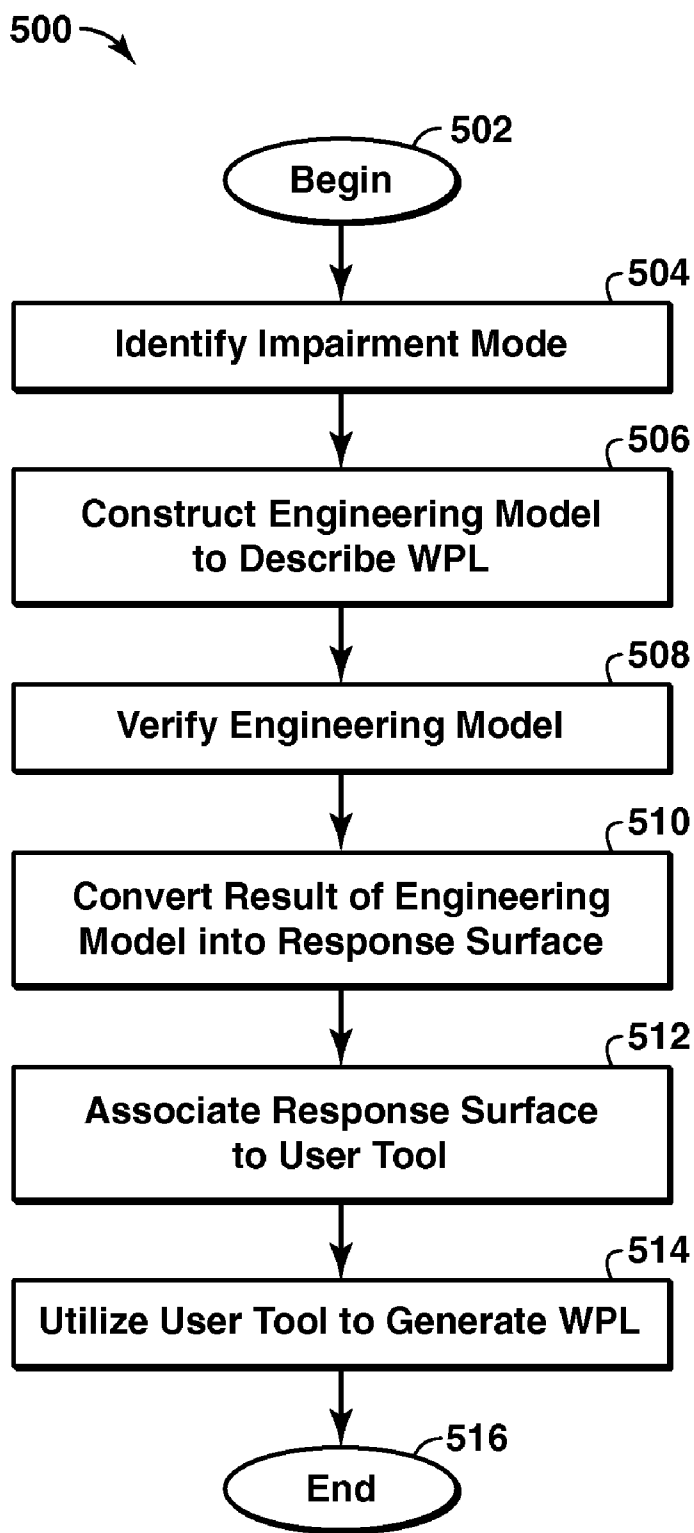 500
502
Begin
504
Identify Impairment Mode
506
Construct Engineering Model
to Describe WPL
508
Verify Engineering Model
510
Convert Result of Engineering
Model into Response Surface
512
Associate Response Surface
to User Tool
514
Utilize User Tool to Generate WPL
516
End